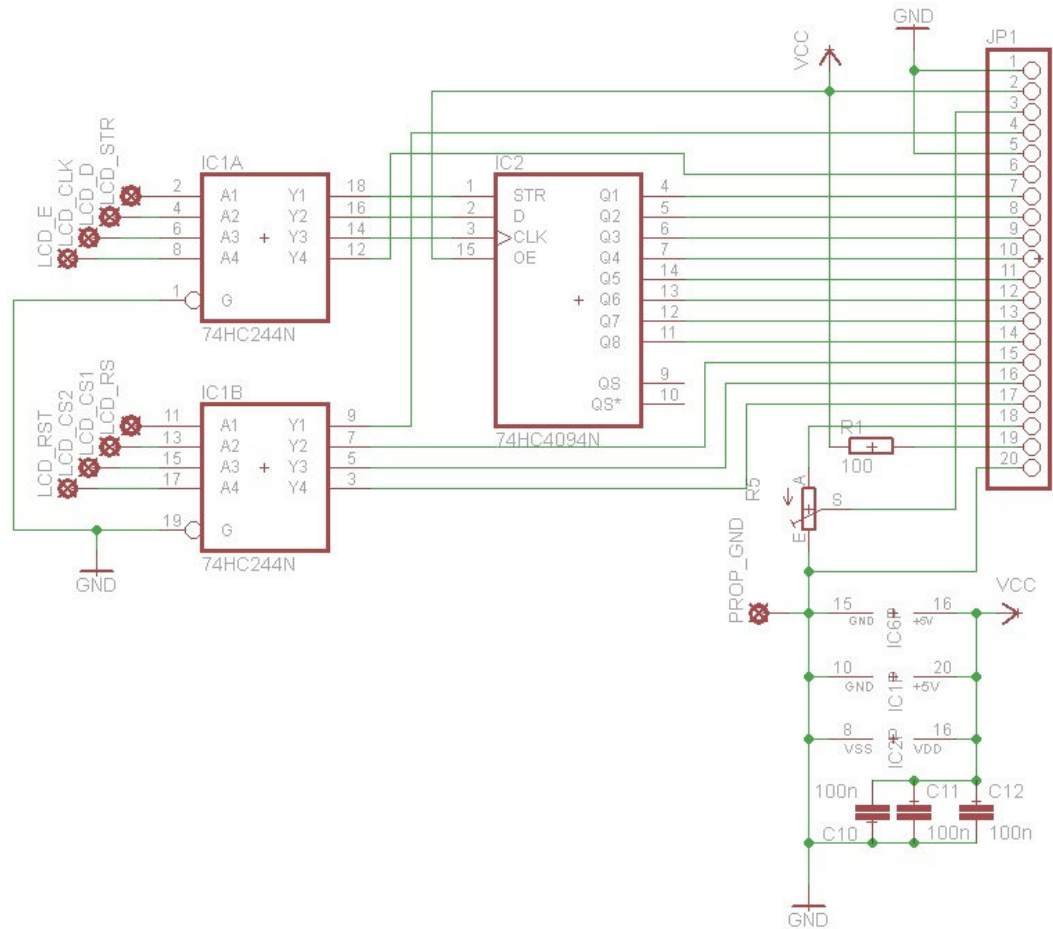 GND
VCC
JP1
1
2
3
4
5
6
7
8
9
10
11
12
13
14
15
16
17
18
19
20
LCD_E
LCD_CLK
LCD_D
LCD_STR
IC1A
2 A1 Y1 18
4 A2 Y2 16
6 A3 Y3 14
8 A4 Y4 12
1 G
74HC244N
IC2
1 STR Q1 4
2 D Q2 5
3 CLK Q3 6
15 OE Q4 7
Q5 14
Q6 13
Q7 12
Q8 11
QS 9
QS* 10
74HC4094N
LCD_RST
LCD_CS2
LCD_CS1
LCD_RS
IC1B
11 A1 Y1 9
13 A2 Y2 7
15 A3 Y3 5
17 A4 Y4 3
19 G
74HC244N
GND
R1
100
R5
A
S
E
PROP_GND
15 GND IC6P +5V 16
VCC
10 GND IC1P +5V 20
8 VSS IC2P VDD 16
100n C11 C12
C10 100n 100n
GND